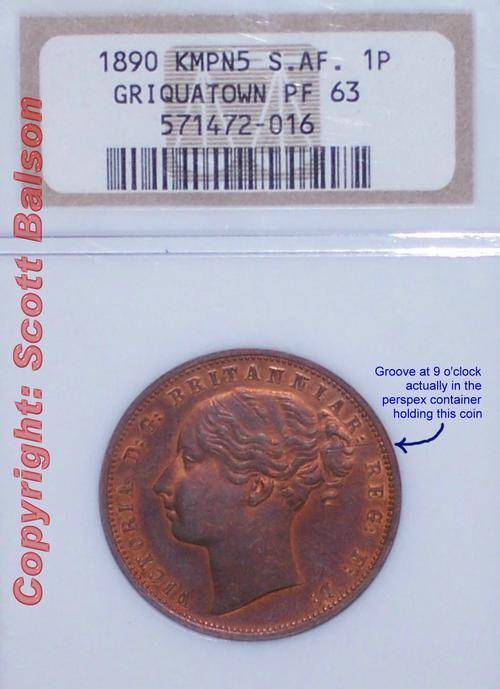 1890 KMPN5 S.AF. 1P
GRIQUATOWN PF 63
571472-016
Copyright: Scott Balson
Groove at 9 o'clock
actually in the
perspex container
holding this coin
VICTORIA D: G: BRITANNIAR: REG: F: D: